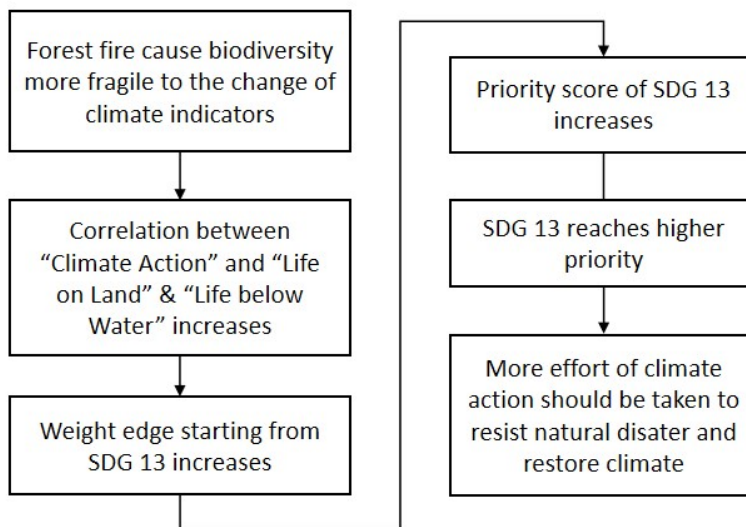 Forest fire cause biodiversity
more fragile to the change of
climate indicators
Correlation between
“Climate Action” and “Life
on Land” & “Life below
Water” increases
Weight edge starting from
SDG 13 increases
Priority score of SDG 13
increases
SDG 13 reaches higher
priority
More effort of climate
action should be taken to
resist natural disater and
restore climate